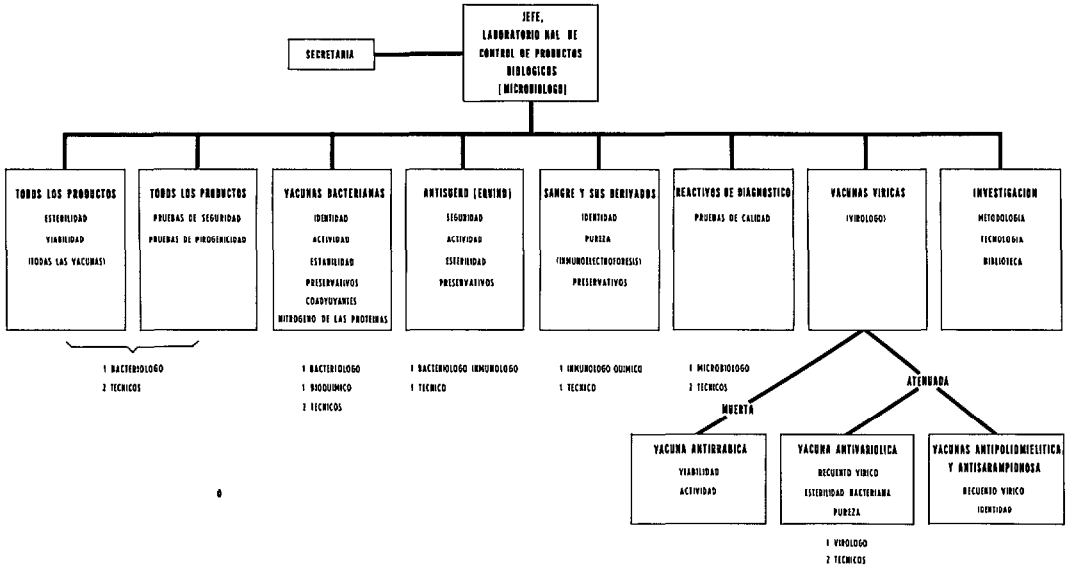 JEFE,
LABORATORIO NAL DE
CONTROL DE PRODUCTOS
BIOLOGICOS
[MICROBIOLOGO]
SECRETARIA
TODOS LOS PRODUCTOS
ESTERILIDAD
VIABILIDAD
(TODAS LAS VACUNAS)
TODOS LOS PRODUCTOS
PRUEBAS DE SEGURIDAD
PRUEBAS DE PIROGENICIDAD
1 BACTERIOLOGO
2 TECNICOS
VACUNAS BACTERIANAS
IDENTIDAD
ACTIVIDAD
ESTABILIDAD
PRESERVATIVOS
COADYUVANTES
NITROGENO DE LAS PROTEINAS
1 BACTERIOLOGO
1 BIOQUIMICO
2 TECNICOS
ANTISUERO (EQUINO)
SEGURIDAD
ACTIVIDAD
ESTERILIDAD
PRESERVATIVOS
1 BACTERIOLOGO INMUNOLOGO
1 TECNICO
SANGRE Y SUS DERIVADOS
IDENTIDAD
PUREZA
(INMUNOELECTROFORESIS)
PRESERVATIVOS
1 INMUNOLOGO QUIMICO
1 TECNICO
REACTIVOS DE DIAGNOSTICO
PRUEBAS DE CALIDAD
1 MICROBIOLOGO
2 TECNICOS
VACUNAS VIRICAS
(VIROLOGO)
INVESTIGACION
METODOLOGIA
TECNOLOGIA
BIBLIOTECA
MUERTA
ATENUADA
VACUNA ANTIRRABICA
VIABILIDAD
ACTIVIDAD
VACUNA ANTIVARIOLICA
RECUENTO VIRICO
ESTERILIDAD BACTERIANA
PUREZA
1 VIROLOGO
2 TECNICOS
VACUNAS ANTIPOLIOMIELITICA,
Y ANTISARAMPIONOSA
RECUENTO VIRICO
IDENTIDAD
0